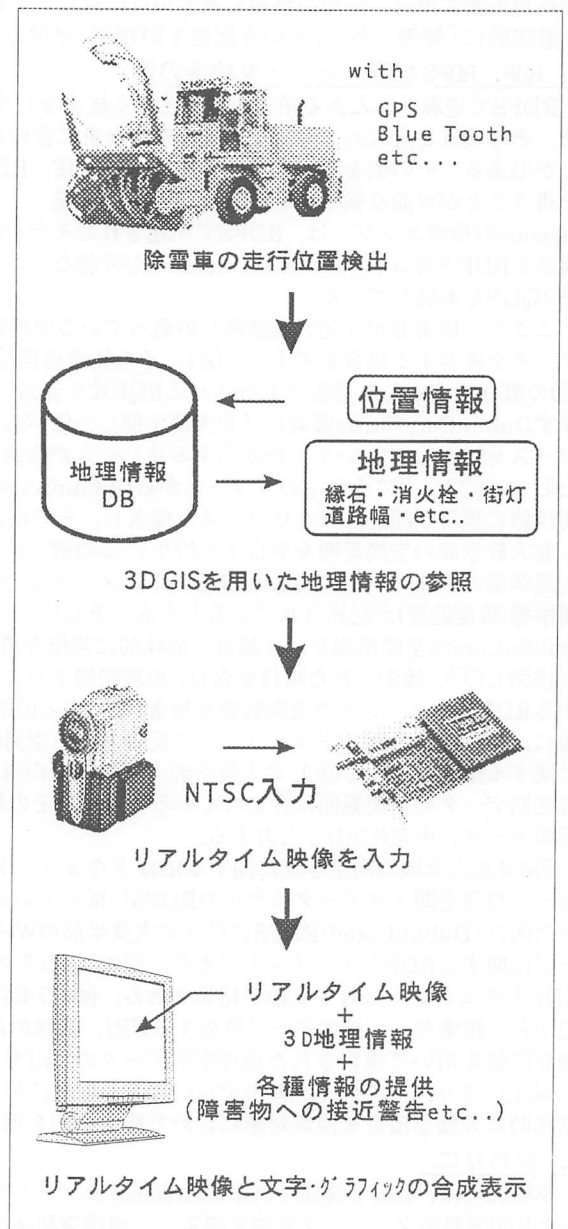 with
GPS
Blue Tooth
etc...
除雪車の走行位置検出
位置情報
地理情報
DB
地理情報
縁石・消火栓・街灯
道路幅・etc..
3D GISを用いた地理情報の参照
NTSC入力
リアルタイム映像を入力
リアルタイム映像
+
3D地理情報
+
各種情報の提供
(障害物への接近警告etc..)
リアルタイム映像と文字・グラフィックの合成表示